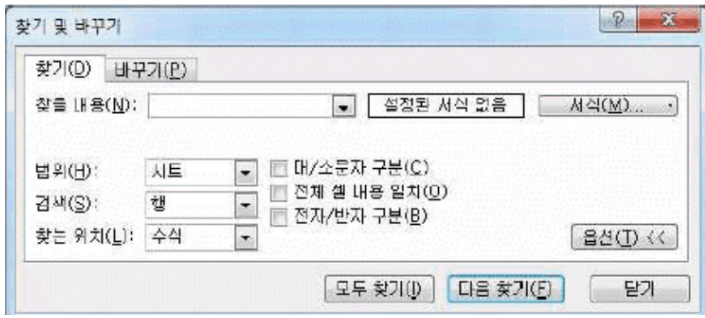 찾기 및 바꾸기
찾기(D) 바꾸기(P)
찾을 내용(N): 설정된 서식 없음 서식(M)...
범위(H): 시트 대/소문자 구분(C)
검색(S): 행 전체 셀 내용 일치(O)
찾는 위치(L): 수식 전자/반자 구분(B)
옵션(T) <<
모두 찾기(I) 다음 찾기(F) 닫기